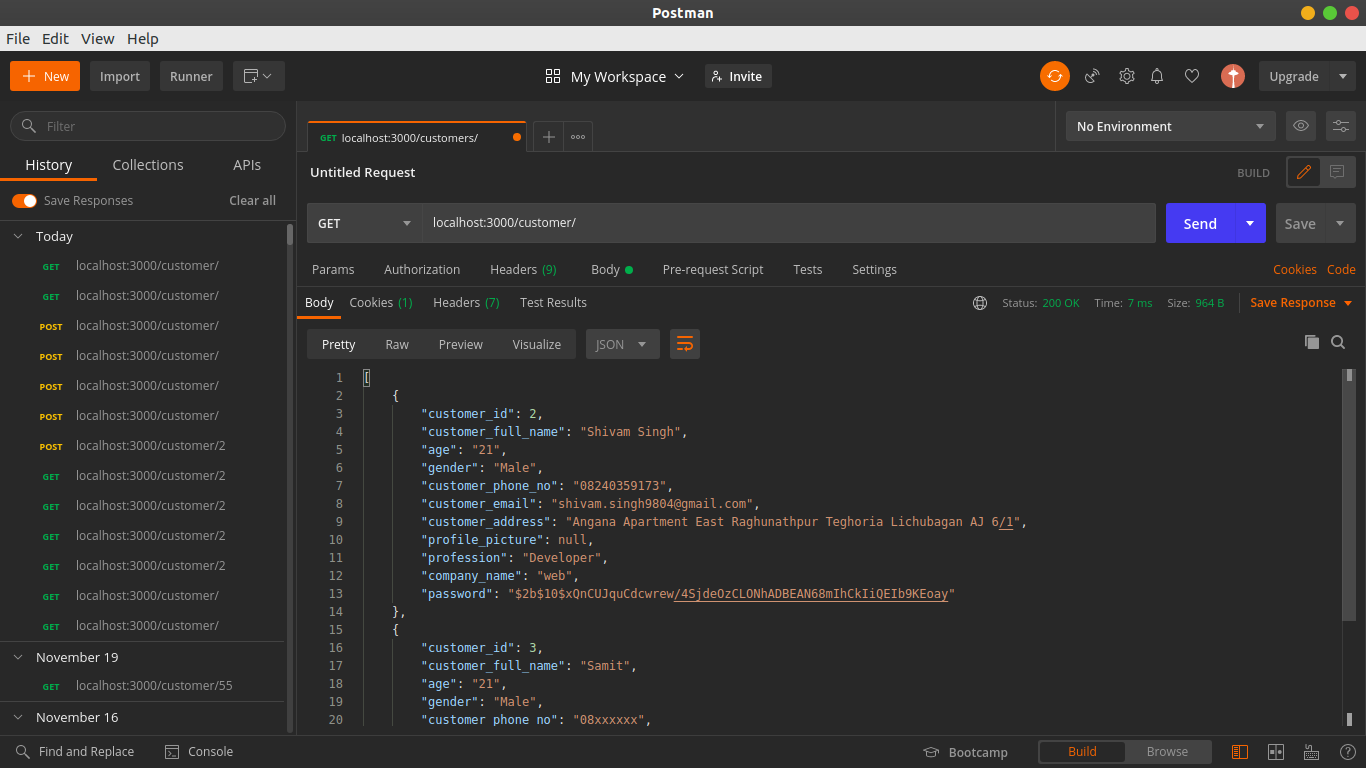 Postman
File Edit View Help
+ New Import Runner My Workspace Invite Upgrade
Filter
History Collections APIs
Save Responses Clear all
Today
GET localhost:3000/customer/
GET localhost:3000/customer/
POST localhost:3000/customer/
POST localhost:3000/customer/
POST localhost:3000/customer/
POST localhost:3000/customer/
POST localhost:3000/customer/2
GET localhost:3000/customer/2
GET localhost:3000/customer/2
GET localhost:3000/customer/2
GET localhost:3000/customer/2
GET localhost:3000/customer/
GET localhost:3000/customer/
November 19
GET localhost:3000/customer/55
November 16
GET localhost:3000/customers/ No Environment
Untitled Request BUILD
GET localhost:3000/customer/ Send Save
Params Authorization Headers (9) Body Pre-request Script Tests Settings Cookies Code
Body Cookies (1) Headers (7) Test Results Status: 200 OK Time: 7 ms Size: 964 B Save Response
Pretty Raw Preview Visualize JSON
1 [
2 {
3 "customer_id": 2,
4 "customer_full_name": "Shivam Singh",
5 "age": "21",
6 "gender": "Male",
7 "customer_phone_no": "08240359173",
8 "customer_email": "shivam.singh9804@gmail.com",
9 "customer_address": "Angana Apartment East Raghunathpur Teghoria Lichubagan AJ 6/1",
10 "profile_picture": null,
11 "profession": "Developer",
12 "company_name": "web",
13 "password": "$2b$10$xQnCUJquCdcwrew/4SjdeOzCLONhADBEAN68mIhCkIiQEIb9KEoay"
14 },
15 {
16 "customer_id": 3,
17 "customer_full_name": "Samit",
18 "age": "21",
19 "gender": "Male",
20 "customer_phone_no": "08xxxxxx",
Find and Replace Console Bootcamp Build Browse